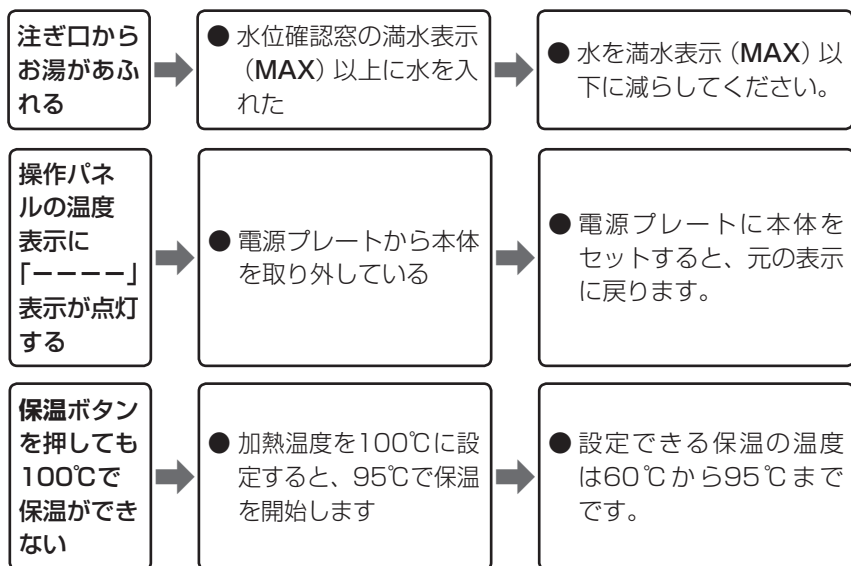 注ぎ口から
お湯があふ
れる
● 水位確認窓の満水表示
（MAX）以上に水を入
れた
● 水を満水表示（MAX）以
下に減らしてください。
操作パネ
ルの温度
表示に
「ーーーー」
表示が点灯
する
● 電源プレートから本体
を取り外している
● 電源プレートに本体を
セットすると、元の表示
に戻ります。
保温ボタン
を押しても
100℃で
保温ができ
ない
● 加熱温度を100℃に設
定すると、95℃で保温
を開始します
● 設定できる保温の温度
は60℃から95℃まで
です。